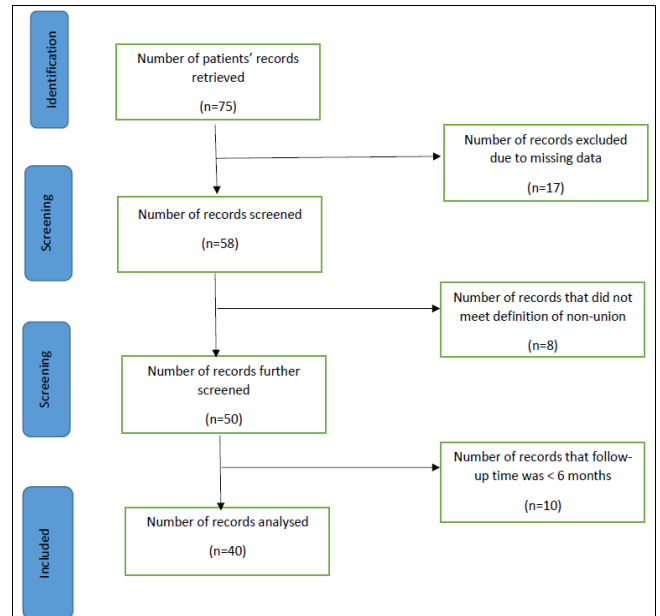 Identification
Number of patients' records
retrieved
(n=75)
Number of records excluded
due to missing data
(n=17)
Screening
Number of records screened
(n=58)
Number of records that did not
meet definition of non-union
(n=8)
Screening
Number of records further
screened
(n=50)
Number of records that follow-
up time was < 6 months
(n=10)
Included
Number of records analysed
(n=40)